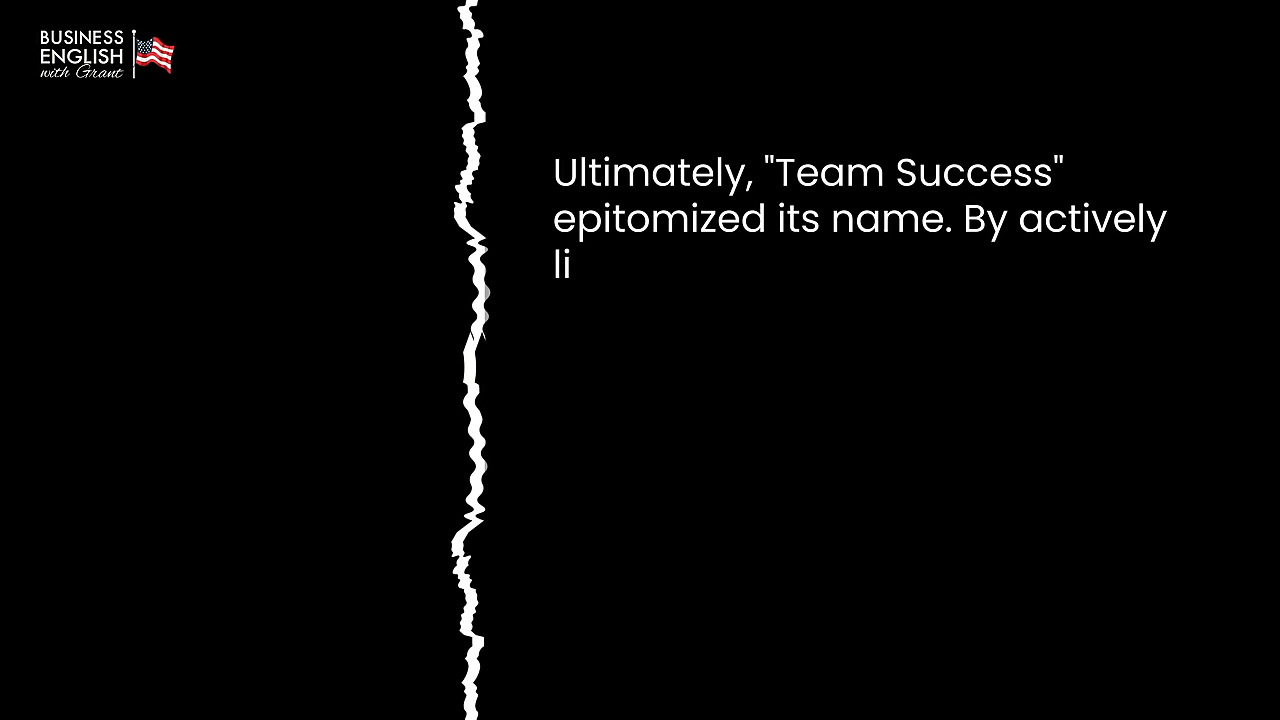 BUSINESS
ENGLISH
with Grant
Ultimately, "Team Success"
epitomized its name. By actively
li